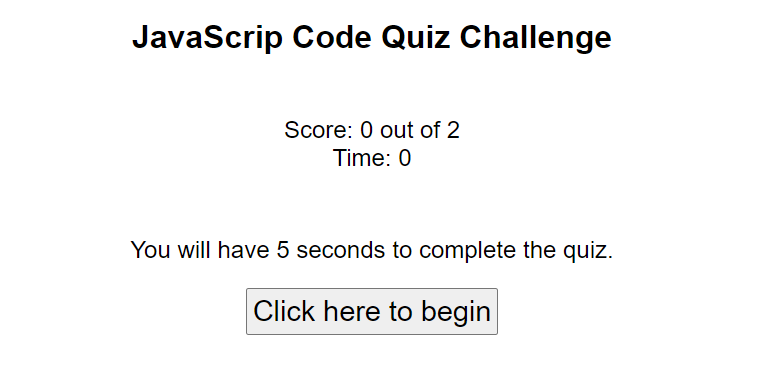 JavaScrip Code Quiz Challenge
Score: 0 out of 2
Time: 0
You will have 5 seconds to complete the quiz.
Click here to begin